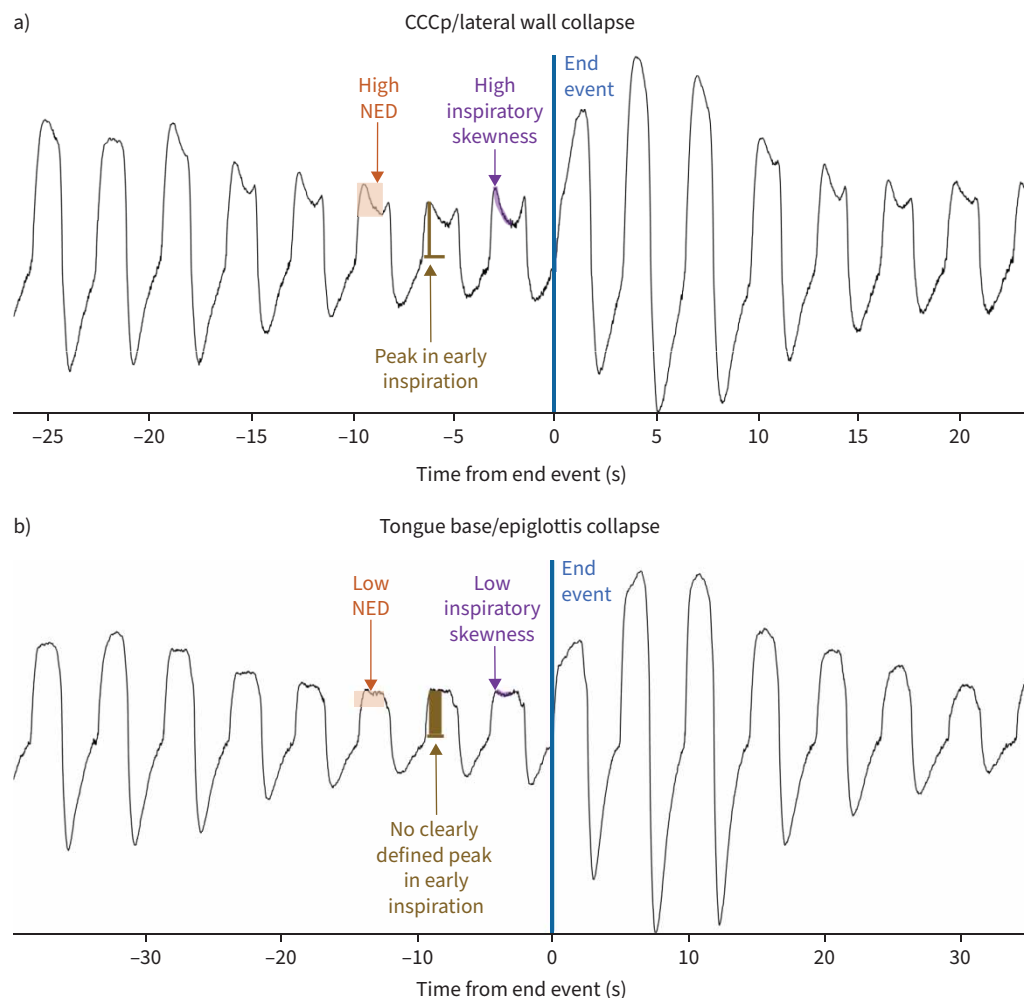 a)
CCCp/lateral wall collapse
High
NED
High
inspiratory
skewness
End
event
Peak in early
inspiration
–25
–20
–15
–10
–5
0
5
10
15
20
Time from end event (s)
b)
Tongue base/epiglottis collapse
Low
NED
Low
inspiratory
skewness
End
event
No clearly
defined peak
in early
inspiration
–30
–20
–10
0
10
20
30
Time from end event (s)